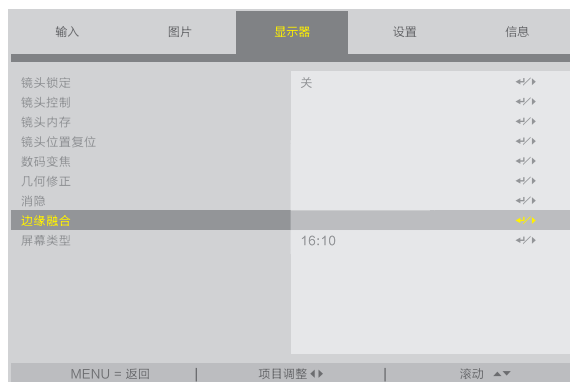 输入 图片 显示器 设置 信息
镜头锁定 关
镜头控制
镜头内存
镜头位置复位
数码变焦
几何修正
消隐
边缘融合
屏幕类型 16:10
MENU = 返回 | 项目调整 | 滚动